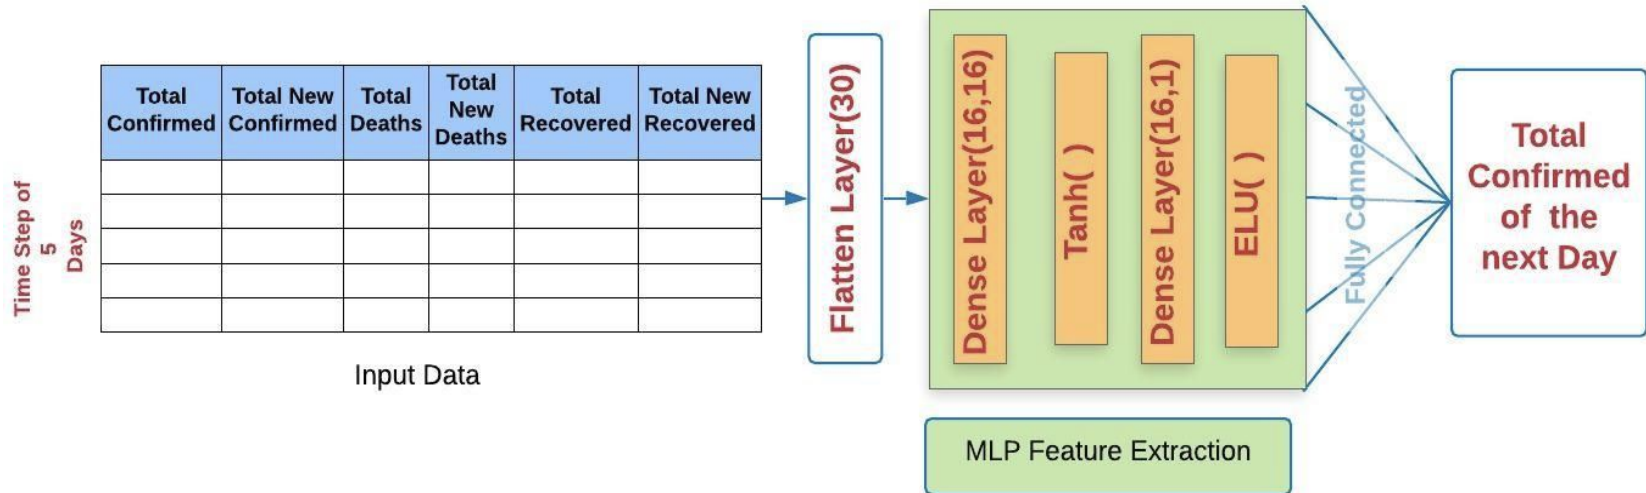 Time Step of
5
Days
Total
Confirmed
Total New
Confirmed
Total
Deaths
Total
New
Deaths
Total
Recovered
Total New
Recovered
Input Data
Flatten Layer(30)
Dense Layer(16,16)
Tanh( )
Dense Layer(16,1)
ELU( )
MLP Feature Extraction
Fully Connected
Total
Confirmed
of the
next Day